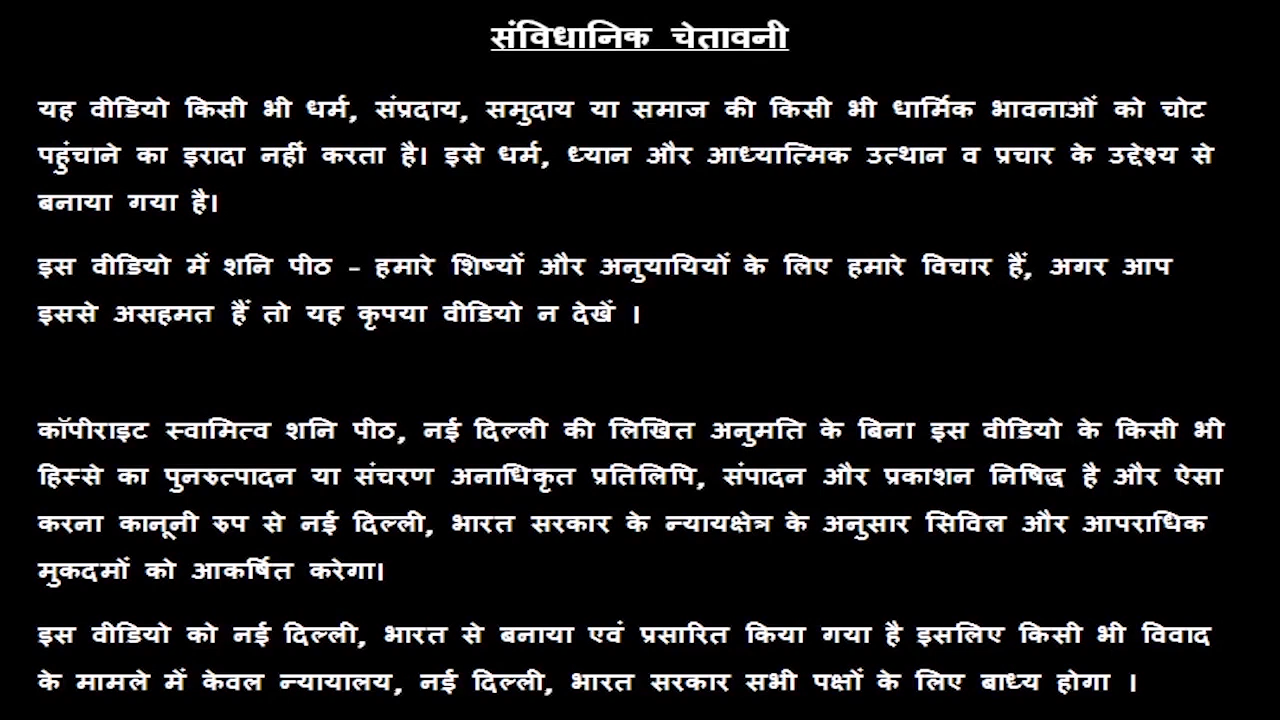 संविधानिक चेतावनी
यह वीडियो किसी भी धर्म, संप्रदाय, समुदाय या समाज की किसी भी धार्मिक भावनाओं को चोट
पहुंचाने का इरादा नहीं करता है। इसे धर्म, ध्यान और आध्यात्मिक उत्थान व प्रचार के उद्देश्य से
बनाया गया है।
इस वीडियो में शनि पीठ – हमारे शिष्यों और अनुयायियों के लिए हमारे विचार हैं, अगर आप
इससे असहमत हैं तो यह कृपया वीडियो न देखें ।
कॉपीराइट स्वामित्व शनि पीठ, नई दिल्ली की लिखित अनुमति के बिना इस वीडियो के किसी भी
हिस्से का पुनरुत्पादन या संचरण अनाधिकृत प्रतिलिपि, संपादन और प्रकाशन निषिद्ध है और ऐसा
करना कानूनी रुप से नई दिल्ली, भारत सरकार के न्यायक्षेत्र के अनुसार सिविल और आपराधिक
मुकदमों को आकर्षित करेगा।
इस वीडियो को नई दिल्ली, भारत से बनाया एवं प्रसारित किया गया है इसलिए किसी भी विवाद
के मामले में केवल न्यायालय, नई दिल्ली, भारत सरकार सभी पक्षों के लिए बाध्य होगा ।